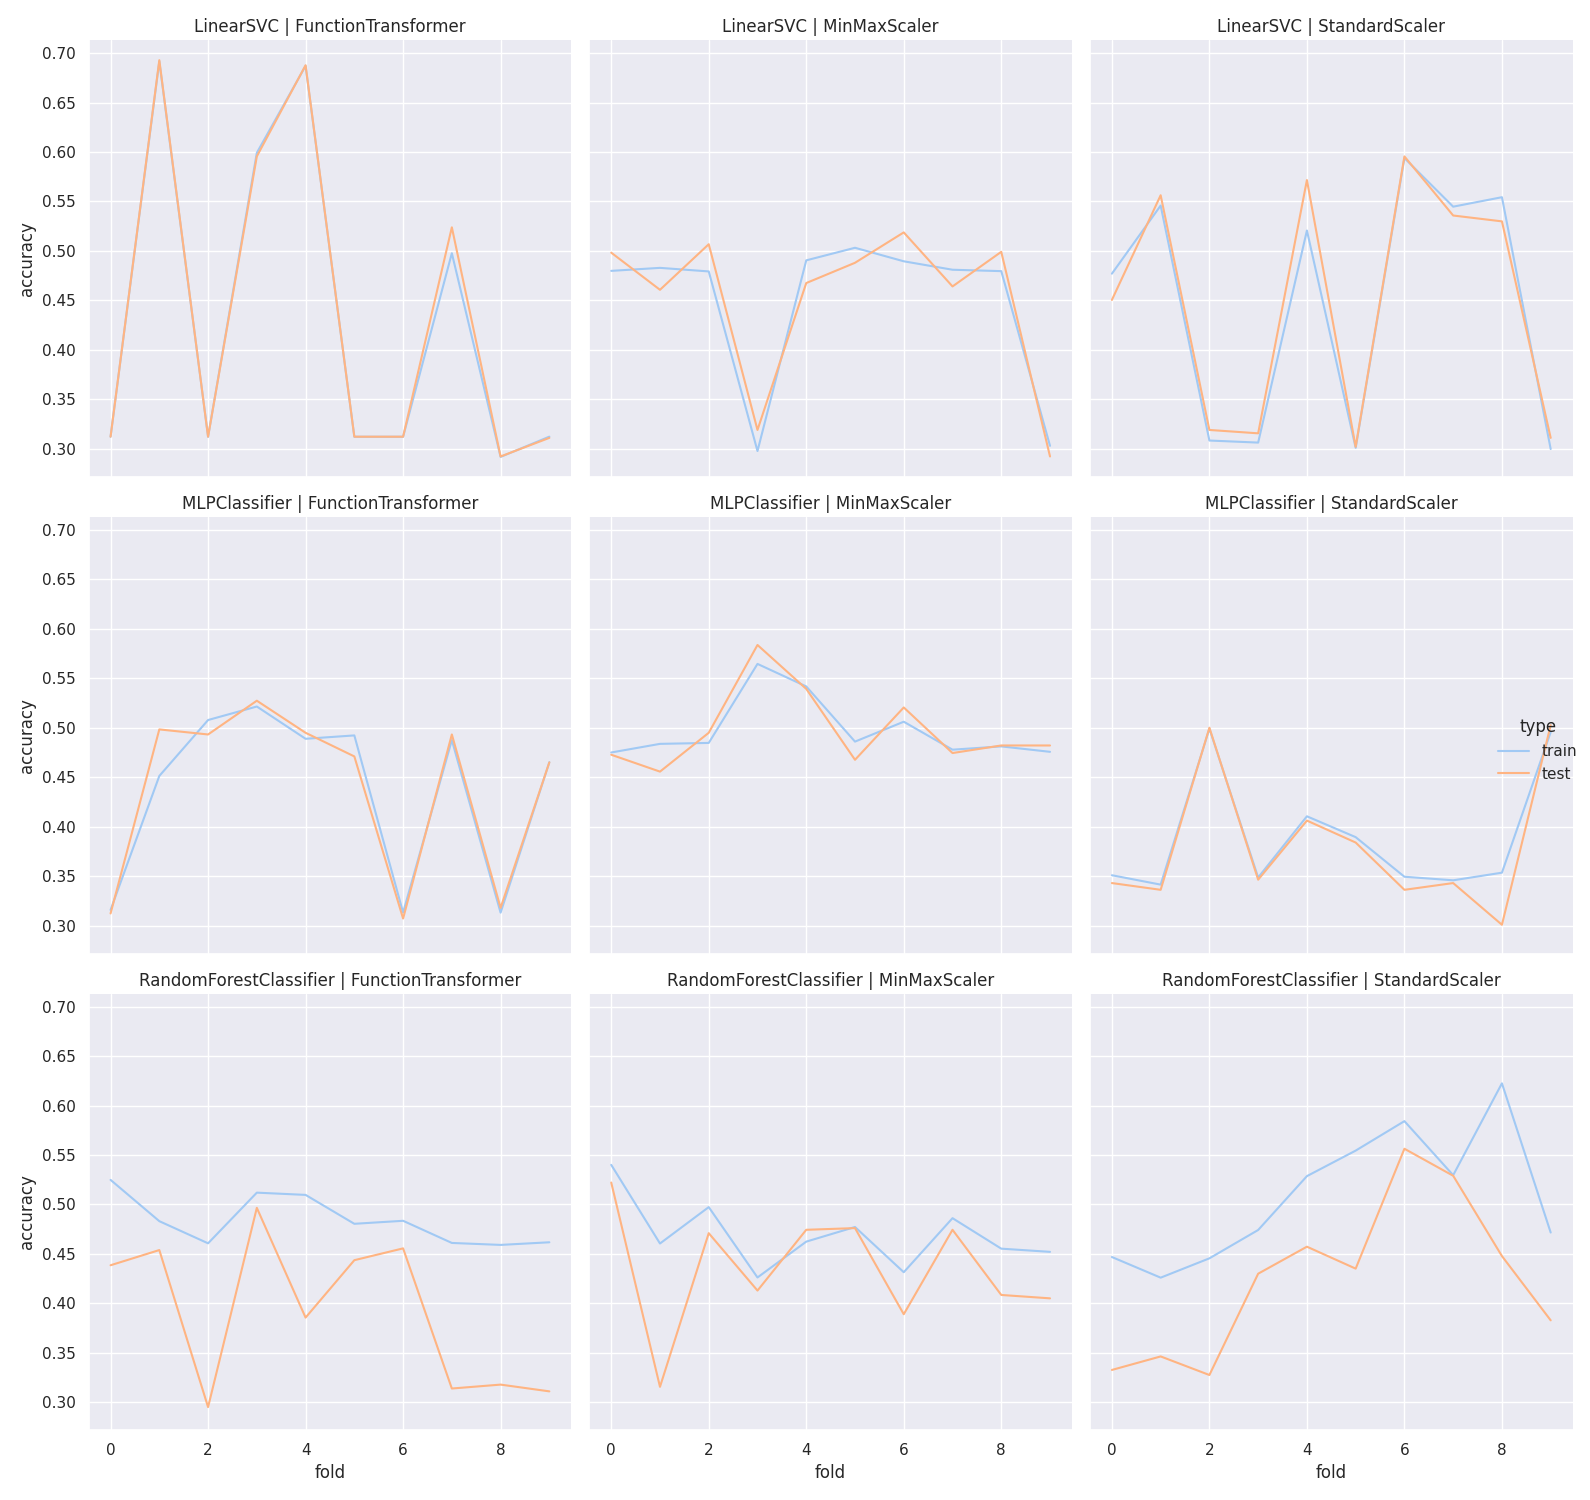 LinearSVC | FunctionTransformer
LinearSVC | MinMaxScaler
LinearSVC | StandardScaler
0.70
0.65
0.60
0.55
0.50
0.45
0.40
0.35
0.30
accuracy
MLPClassifier | FunctionTransformer
MLPClassifier | MinMaxScaler
MLPClassifier | StandardScaler
0.70
0.65
0.60
0.55
0.50
0.45
0.40
0.35
0.30
accuracy
type
train
test
RandomForestClassifier | FunctionTransformer
RandomForestClassifier | MinMaxScaler
RandomForestClassifier | StandardScaler
0.70
0.65
0.60
0.55
0.50
0.45
0.40
0.35
0.30
accuracy
0 2 4 6 8
0 2 4 6 8
0 2 4 6 8
fold
fold
fold